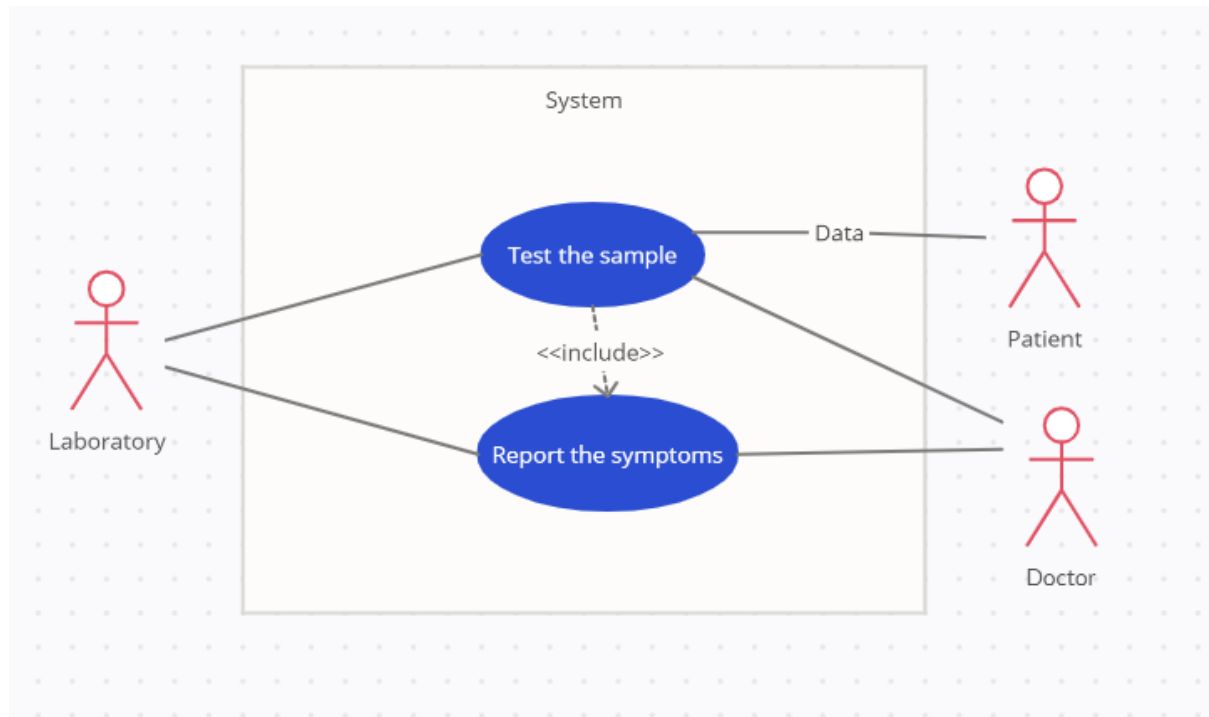 System
Test the sample
Data
<<include>>
Patient
Laboratory
Report the symptoms
Doctor